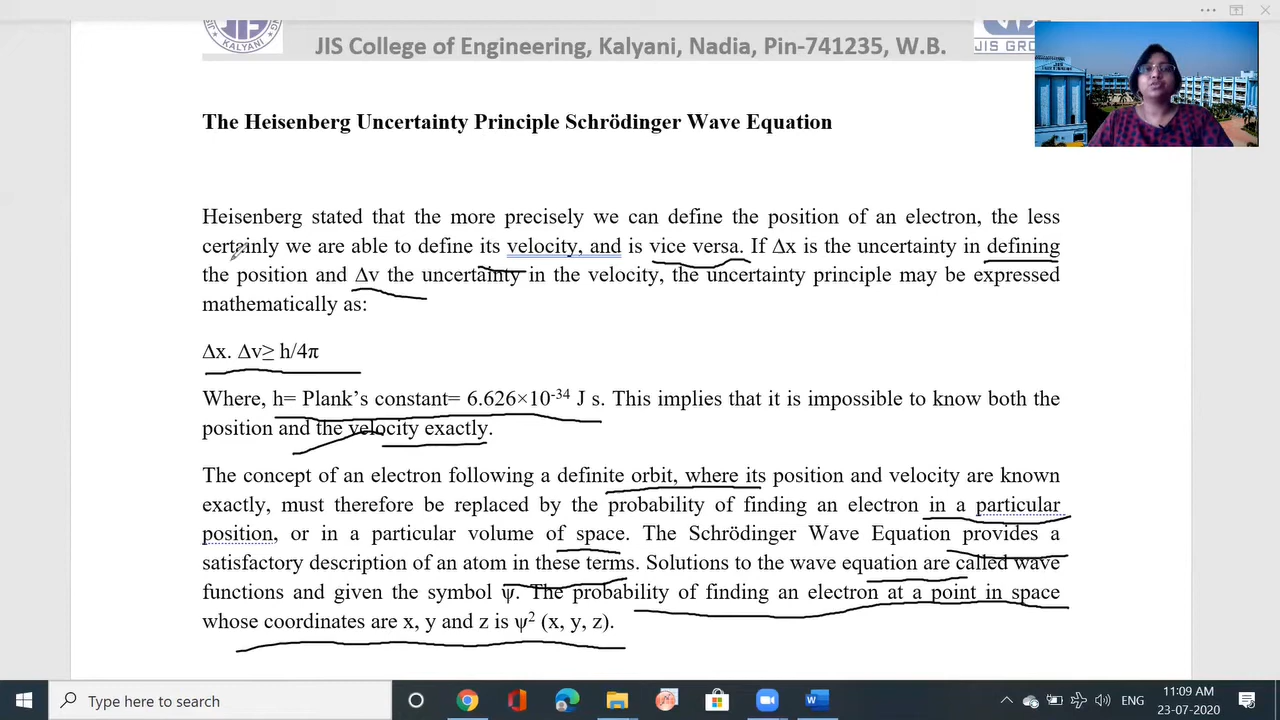 KALYANI
JIS College of Engineering, Kalyani, Nadia, Pin-741235, W.B.
JIS GRO
The Heisenberg Uncertainty Principle Schrödinger Wave Equation
Heisenberg stated that the more precisely we can define the position of an electron, the less
certainly we are able to define its velocity, and is vice versa. If Δx is the uncertainty in defining
the position and Δv the uncertainty in the velocity, the uncertainty principle may be expressed
mathematically as:
Δx. Δv≥ h/4π
Where, h= Plank’s constant= 6.626×10⁻³⁴ J s. This implies that it is impossible to know both the
position and the velocity exactly.
The concept of an electron following a definite orbit, where its position and velocity are known
exactly, must therefore be replaced by the probability of finding an electron in a particular
position, or in a particular volume of space. The Schrödinger Wave Equation provides a
satisfactory description of an atom in these terms. Solutions to the wave equation are called wave
functions and given the symbol ψ. The probability of finding an electron at a point in space
whose coordinates are x, y and z is ψ² (x, y, z).
Type here to search
ENG
11:09 AM
23-07-2020